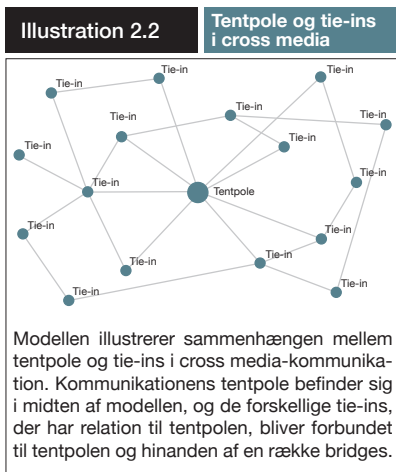 Illustration 2.2
Tentpole og tie-ins
i cross media
Tie-in
Tie-in
Tie-in
Tie-in
Tie-in
Tie-in
Tie-in
Tie-in
Tie-in
Tie-in
Tentpole
Tie-in
Tie-in
Tie-in
Tie-in
Tie-in
Tie-in
Modellen illustrerer sammenhængen mellem
tentpole og tie-ins i cross media-kommunika-
tion. Kommunikationens tentpole befinder sig
i midten af modellen, og de forskellige tie-ins,
der har relation til tentpolen, bliver forbundet
til tentpolen og hinanden af en række bridges.